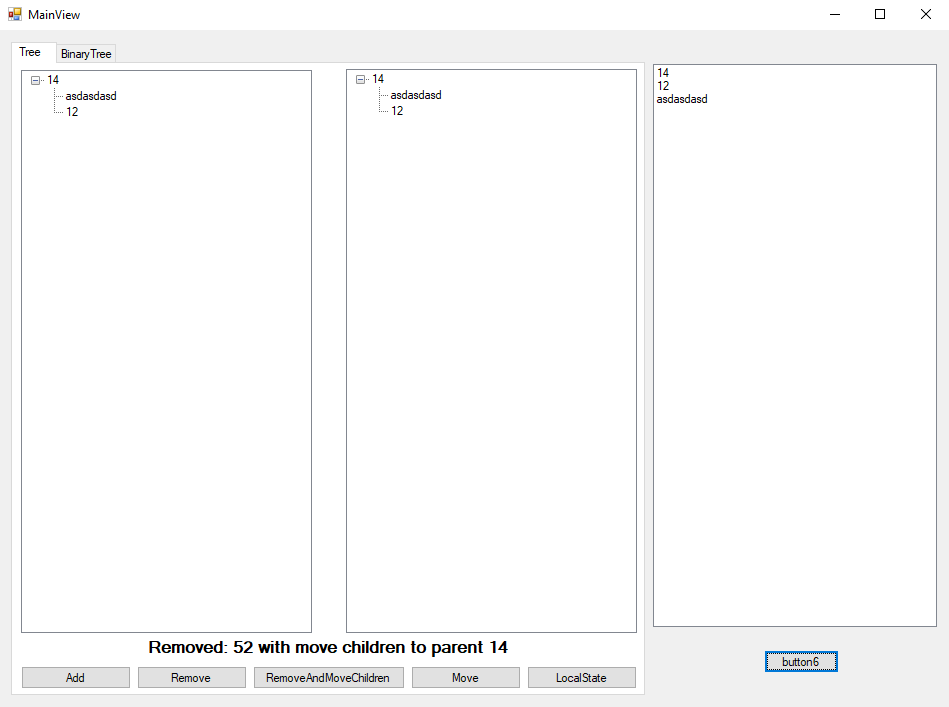 MainView
Tree
BinaryTree
14
asdasdasd
12
14
asdasdasd
12
14
12
asdasdasd
Removed: 52 with move children to parent 14
Add
Remove
RemoveAndMoveChildren
Move
LocalState
button6